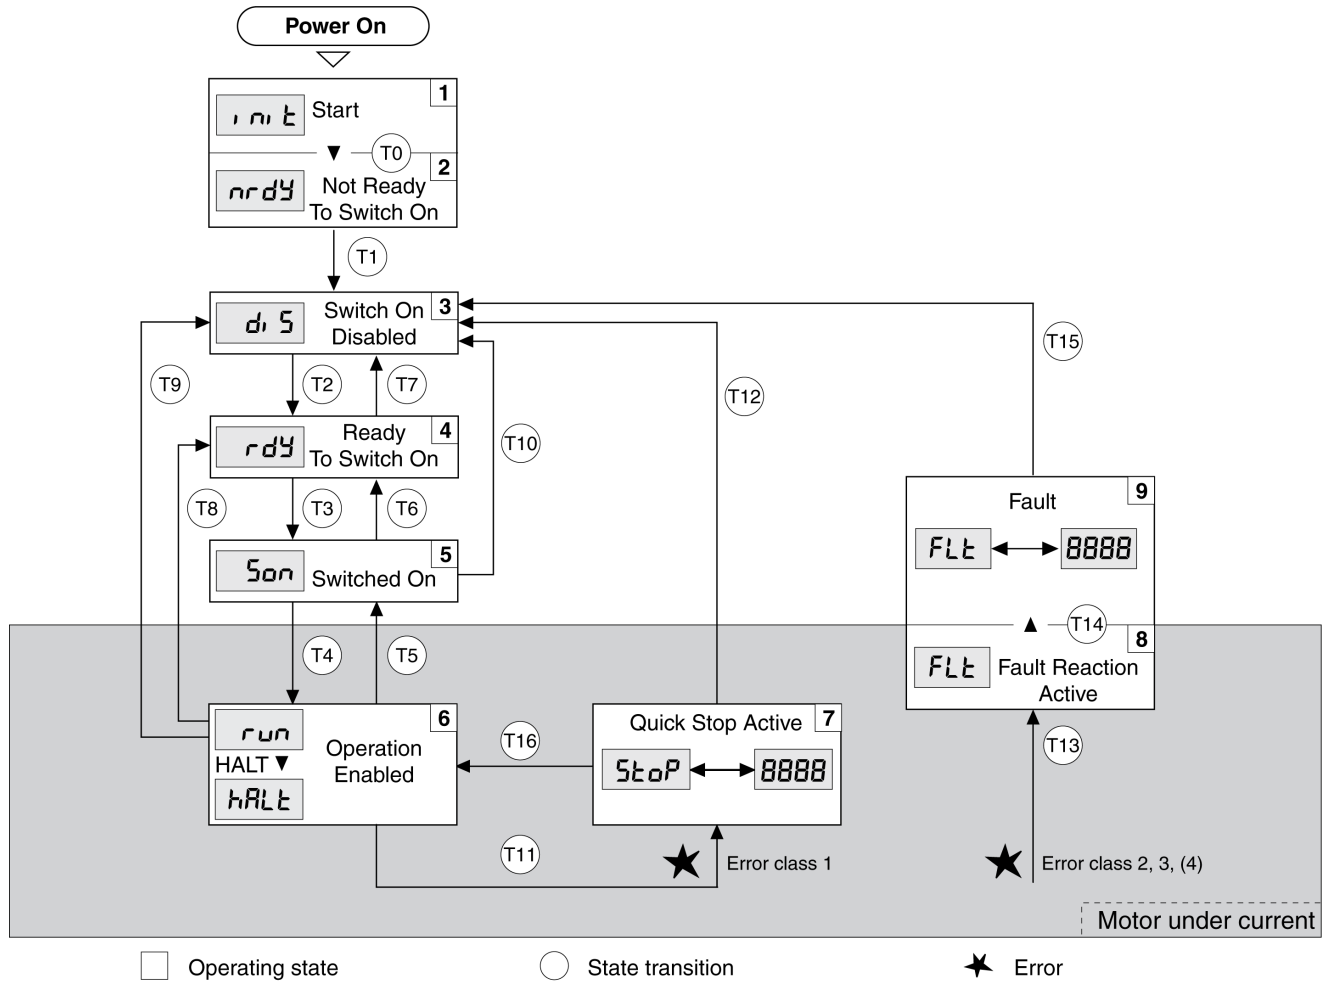 Power On
1
init Start
T0
2
nrdY Not Ready
To Switch On
T1
diS Switch On 3
Disabled
T15
T9 T2 T7 T12
rdY Ready 4
To Switch On
T10
T8 T3 T6
9
Fault
FLt 8888
Son Switched On 5
T14
8
T4 T5
FLt Fault Reaction
Active
run 6
HALT Operation
Enabled
hALt
T16
Quick Stop Active 7
StoP 8888
T13
T11
Error class 1
Error class 2, 3, (4)
Motor under current
Operating state State transition Error